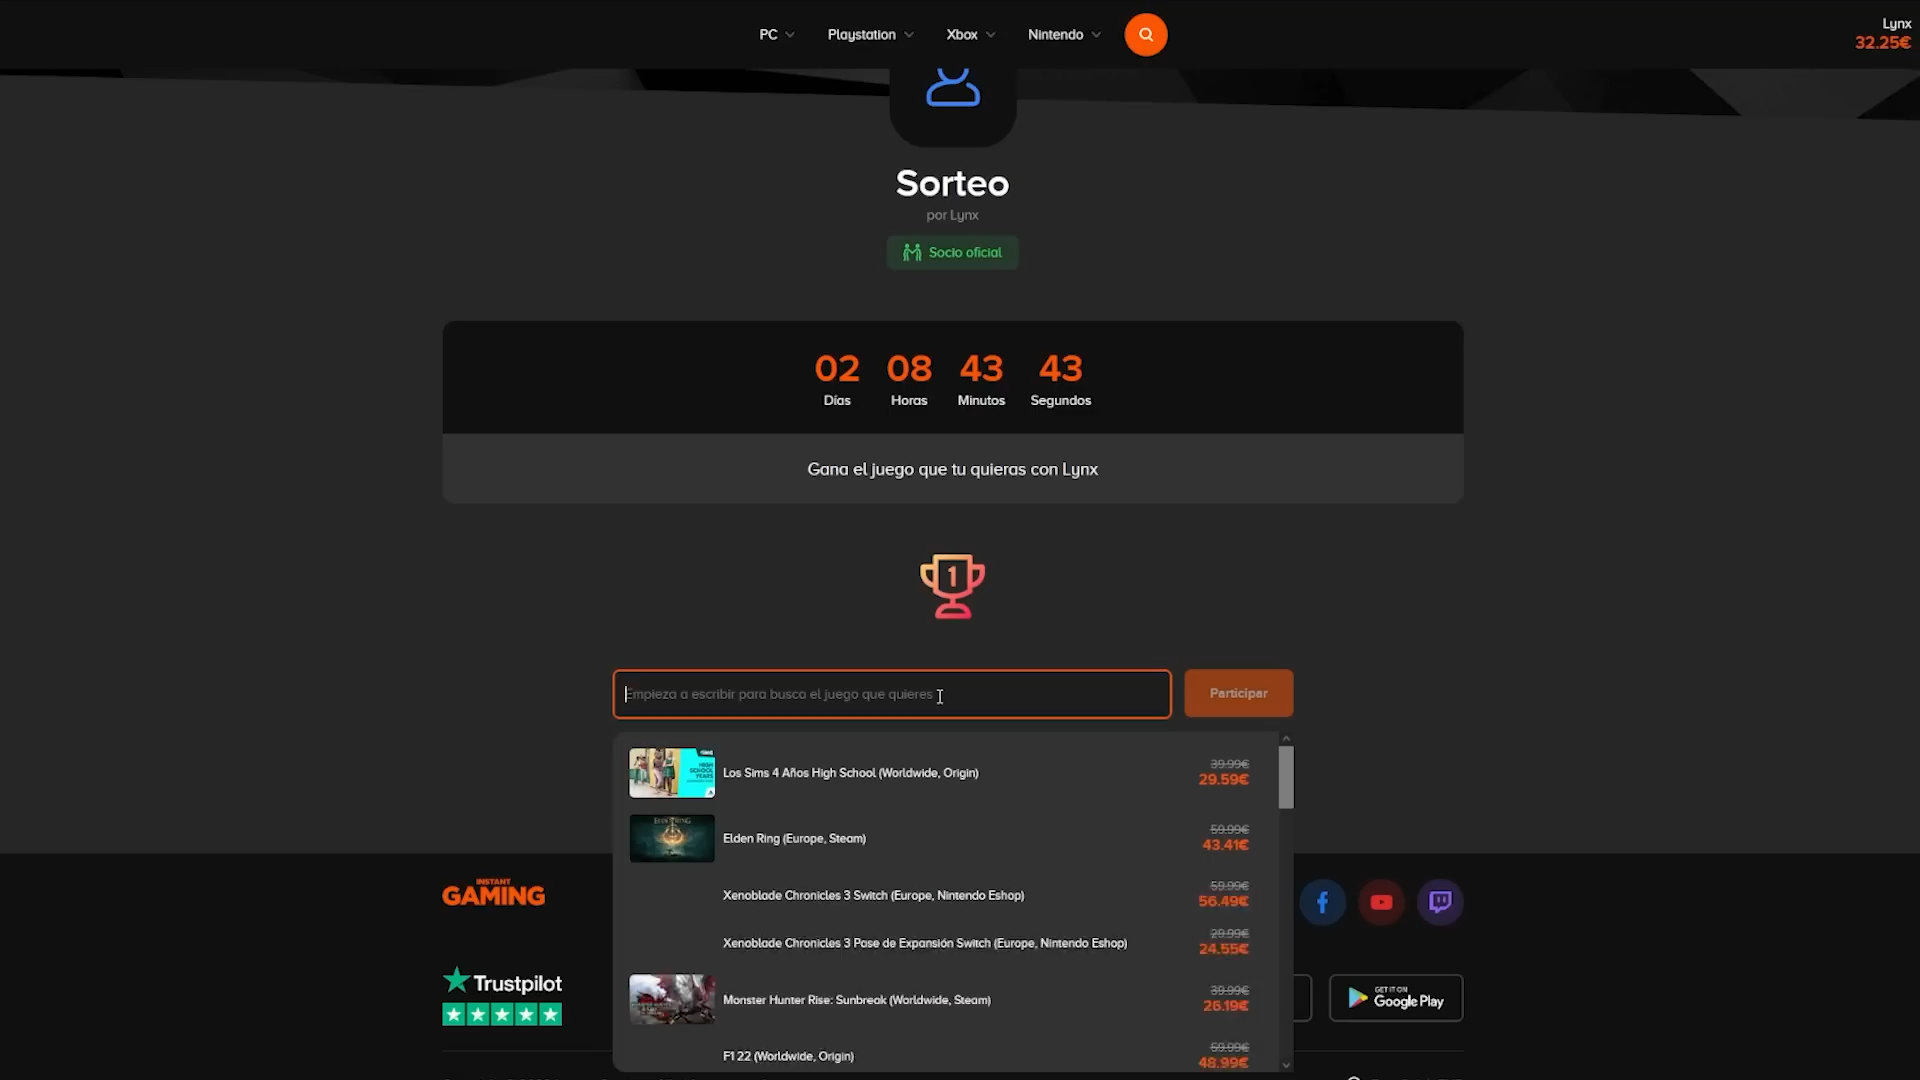 PC
Playstation
Xbox
Nintendo
Lynx
32.25€
Sorteo
por Lynx
Socio oficial
02 08 43 43
Días Horas Minutos Segundos
Gana el juego que tu quieras con Lynx
1
Empieza a escribir para busca el juego que quieres
Participar
HIGH
SCHOOL
YEARS
Los Sims 4 Años High School (Worldwide, Origin)
39.99€
29.59€
ELDEN RING
Elden Ring (Europe, Steam)
59.99€
43.41€
Xenoblade Chronicles 3 Switch (Europe, Nintendo Eshop)
59.99€
56.49€
Xenoblade Chronicles 3 Pase de Expansión Switch (Europe, Nintendo Eshop)
29.99€
24.55€
Monster Hunter Rise: Sunbreak (Worldwide, Steam)
39.99€
26.19€
F1 22 (Worldwide, Origin)
59.99€
48.99€
INSTANT
GAMING
Trustpilot
GET IT ON
Google Play